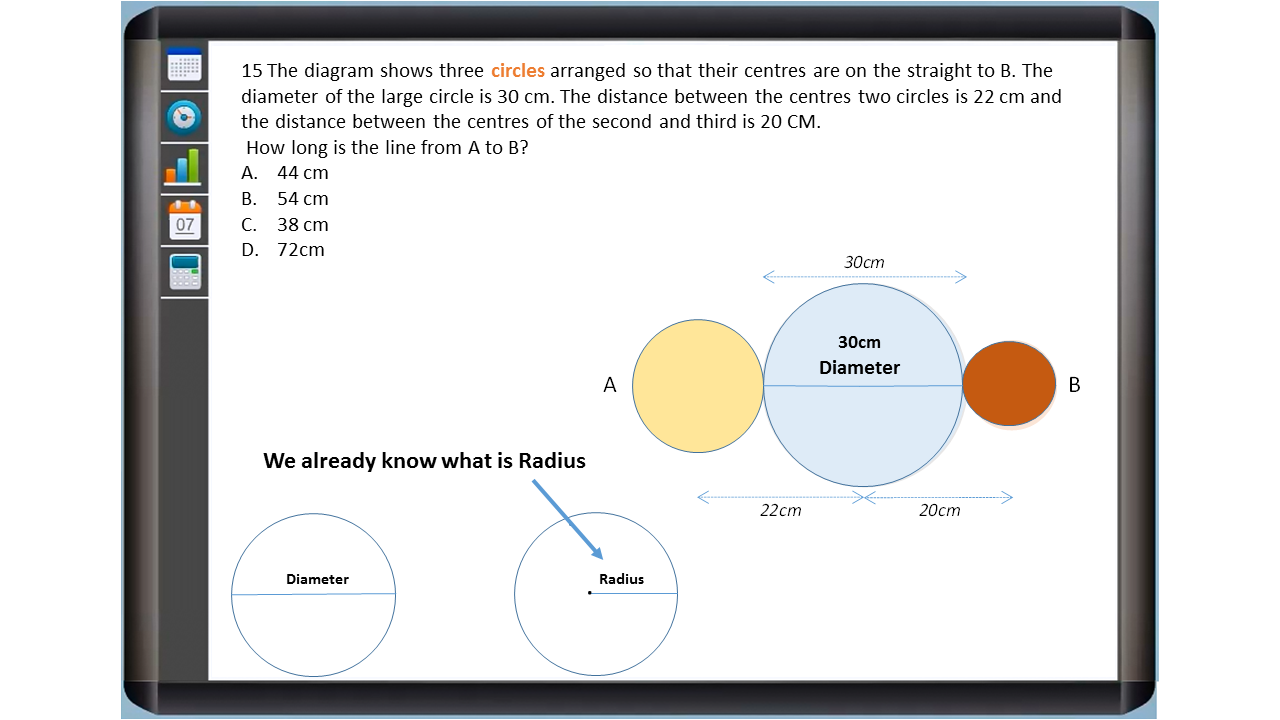 15 The diagram shows three circles arranged so that their centres are on the straight to B. The
diameter of the large circle is 30 cm. The distance between the centres two circles is 22 cm and
the distance between the centres of the second and third is 20 CM.
How long is the line from A to B?
A. 44 cm
B. 54 cm
C. 38 cm
D. 72cm
07
30cm
30cm
Diameter
A
B
We already know what is Radius
22cm
20cm
Diameter
Radius